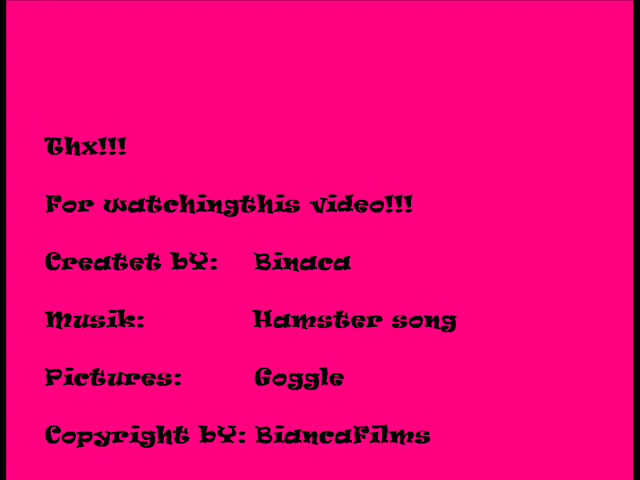 Thx!!!
For watchingthis video!!!
Createt bY: Binaca
Musik: Hamster song
Pictures: Goggle
Copyright bY: BiancaFilms